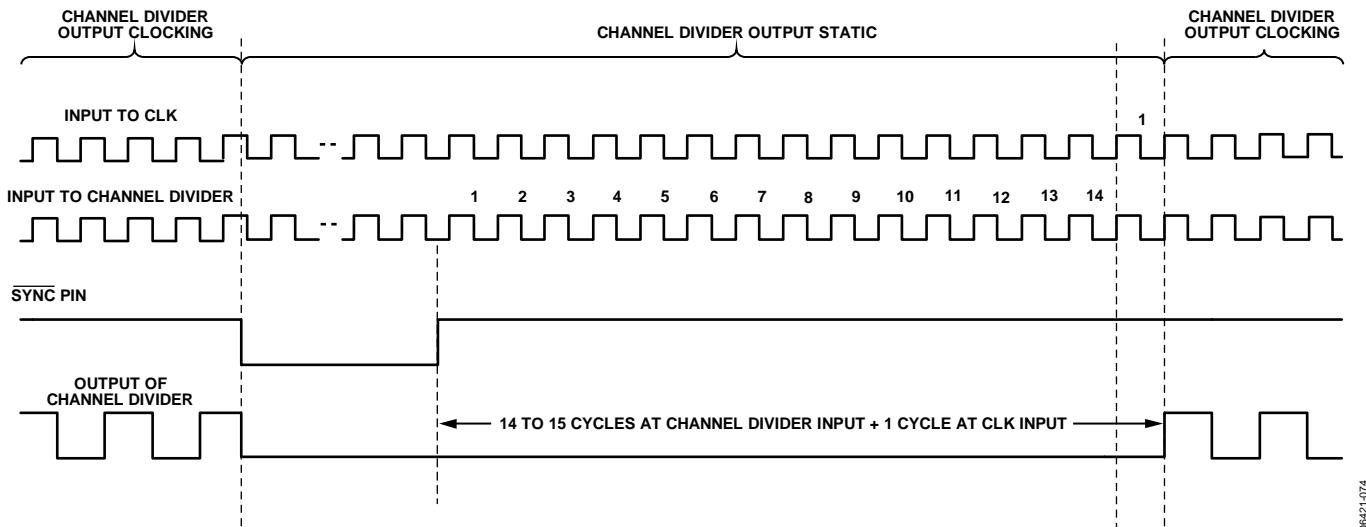 CHANNEL DIVIDER
OUTPUT CLOCKING
CHANNEL DIVIDER OUTPUT STATIC
CHANNEL DIVIDER
OUTPUT CLOCKING
INPUT TO CLK
1
INPUT TO CHANNEL DIVIDER
1 2 3 4 5 6 7 8 9 10 11 12 13 14
SYNC PIN
OUTPUT OF
CHANNEL DIVIDER
14 TO 15 CYCLES AT CHANNEL DIVIDER INPUT + 1 CYCLE AT CLK INPUT
06421-074